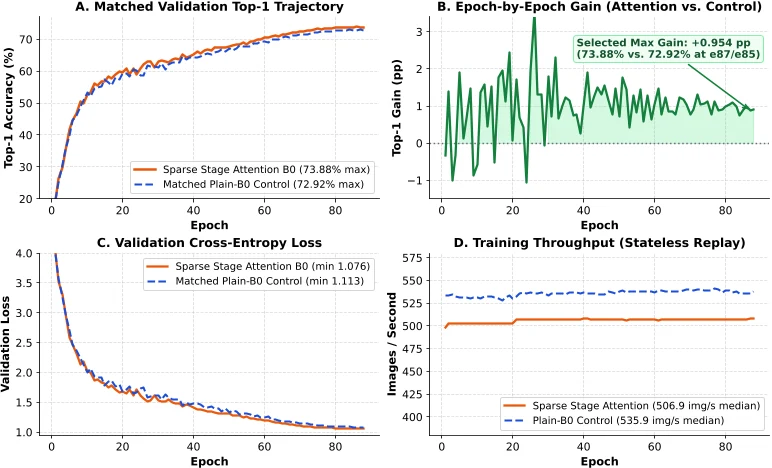 A. Matched Validation Top-1 Trajectory
Top-1 Accuracy (%)
70
60
50
40
30
20
0
20
40
60
80
Epoch
Sparse Stage Attention B0 (73.88% max)
Matched Plain-B0 Control (72.92% max)
B. Epoch-by-Epoch Gain (Attention vs. Control)
Top-1 Gain (pp)
3
2
1
0
−1
0
20
40
60
80
Epoch
Selected Max Gain: +0.954 pp
(73.88% vs. 72.92% at e87/e85)
C. Validation Cross-Entropy Loss
Validation Loss
4.0
3.5
3.0
2.5
2.0
1.5
1.0
0
20
40
60
80
Epoch
Sparse Stage Attention B0 (min 1.076)
Matched Plain-B0 Control (min 1.113)
D. Training Throughput (Stateless Replay)
Images / Second
575
550
525
500
475
450
425
400
0
20
40
60
80
Epoch
Sparse Stage Attention (506.9 img/s median)
Plain-B0 Control (535.9 img/s median)